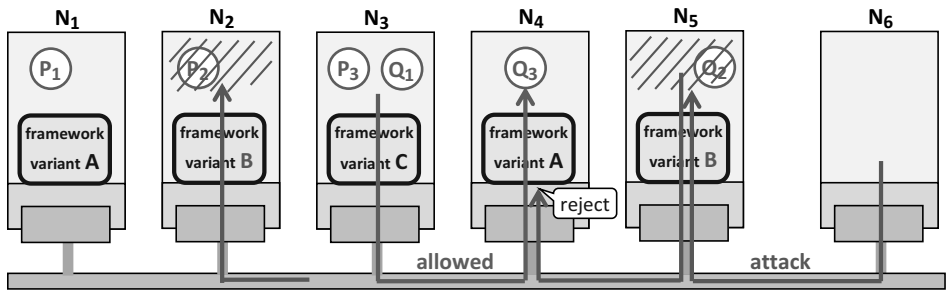 N1 N2 N3 N4 N5 N6
P1 P2 P3 Q1 Q3 Q2
framework framework framework framework framework
variant A variant B variant C variant A variant B
reject
allowed attack